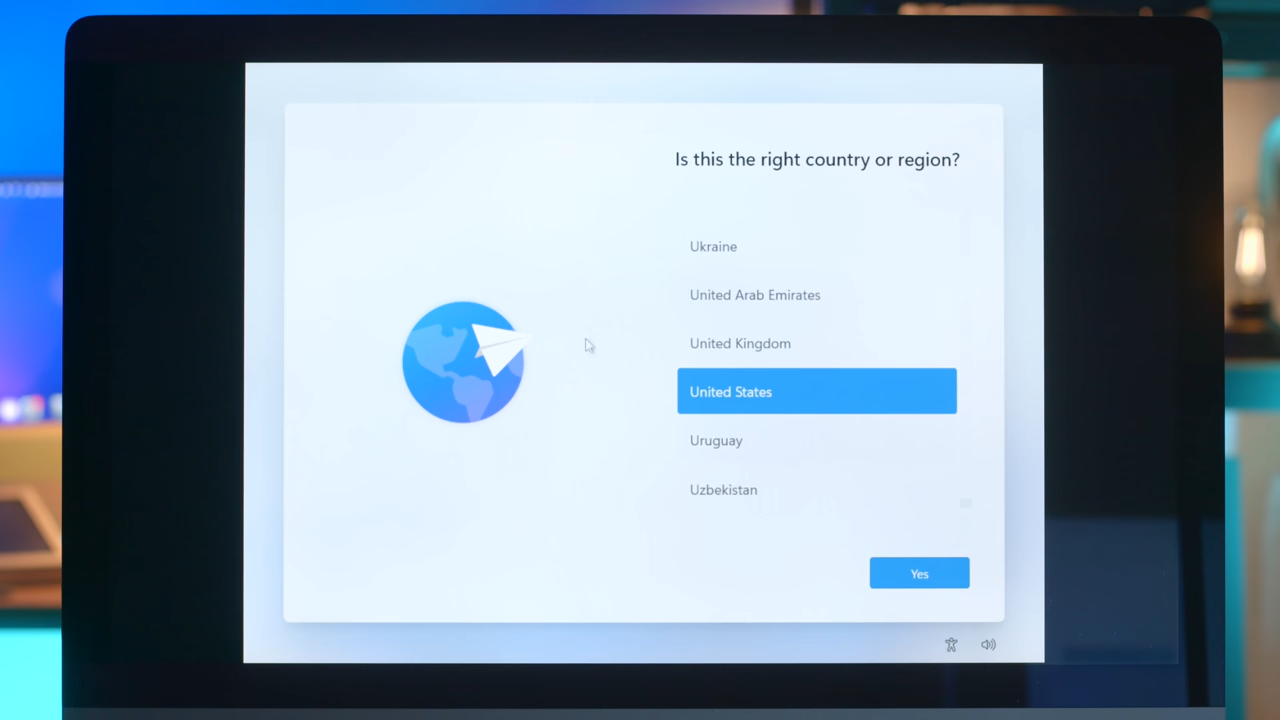 Is this the right country or region?
Ukraine
United Arab Emirates
United Kingdom
United States
Uruguay
Uzbekistan
Yes